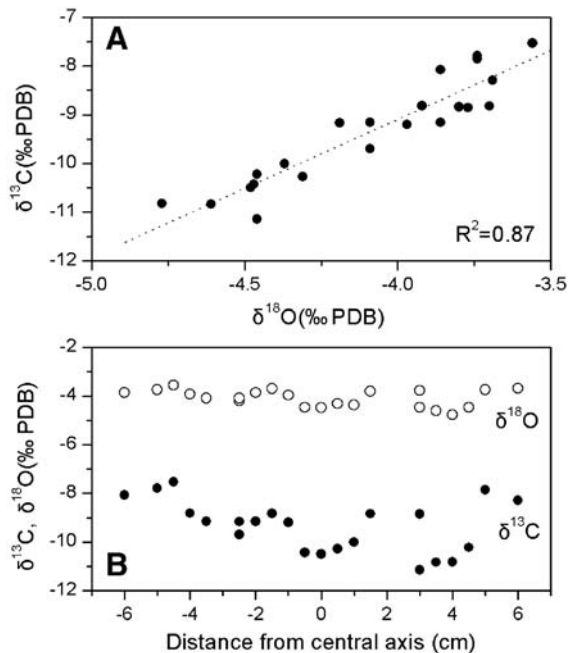 A
-7
-8
-9
-10
-11
-12
δ¹³C(‰PDB)
R²=0.87
-5.0 -4.5 -4.0 -3.5
δ¹⁸O(‰PDB)
-2
-4
-6
-8
-10
-12
δ¹³C, δ¹⁸O(‰PDB)
δ¹⁸O
δ¹³C
B
-6 -4 -2 0 2 4 6
Distance from central axis (cm)